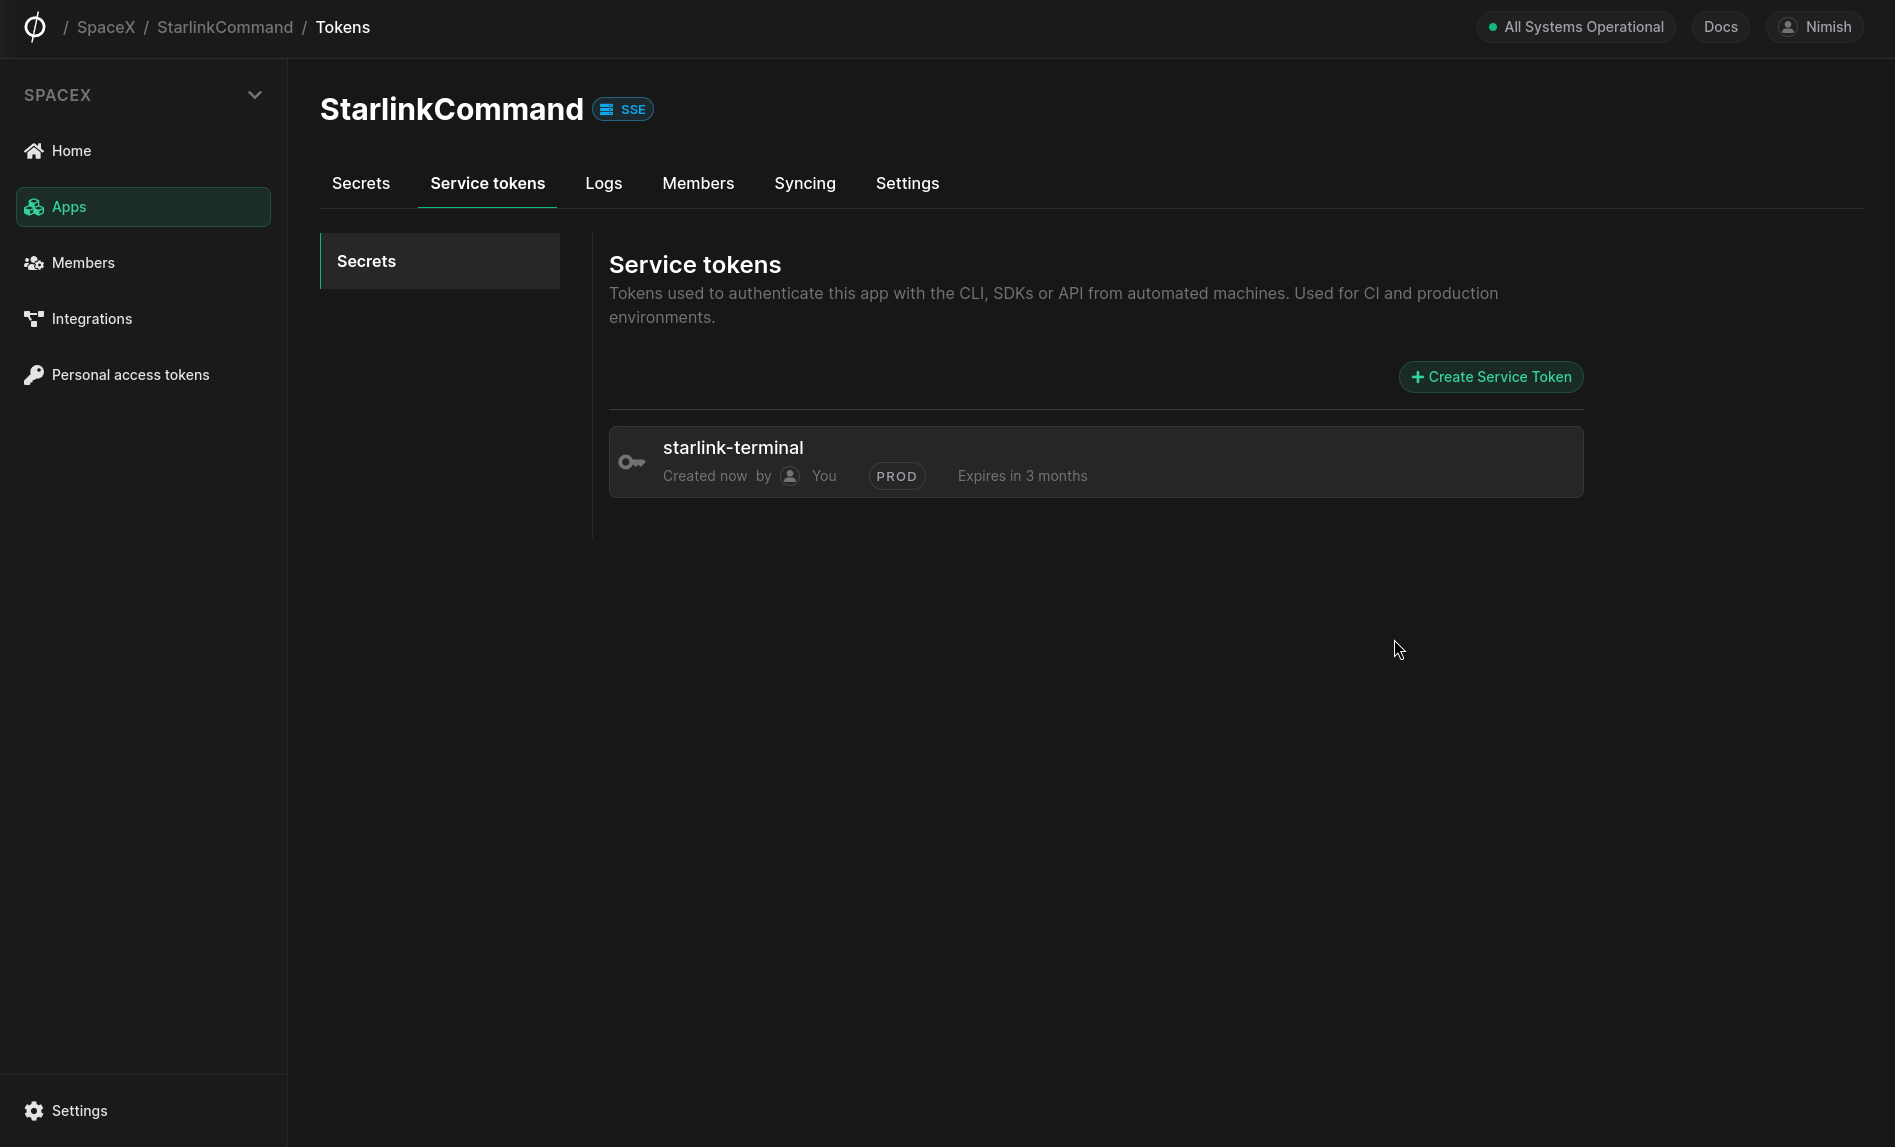 / SpaceX / StarlinkCommand / Tokens
All Systems Operational
Docs
Nimish
SPACEX
Home
Apps
Members
Integrations
Personal access tokens
Settings
StarlinkCommand
SSE
Secrets
Service tokens
Logs
Members
Syncing
Settings
Secrets
Service tokens
Tokens used to authenticate this app with the CLI, SDKs or API from automated machines. Used for CI and production
environments.
Create Service Token
starlink-terminal
Created now by You PROD Expires in 3 months